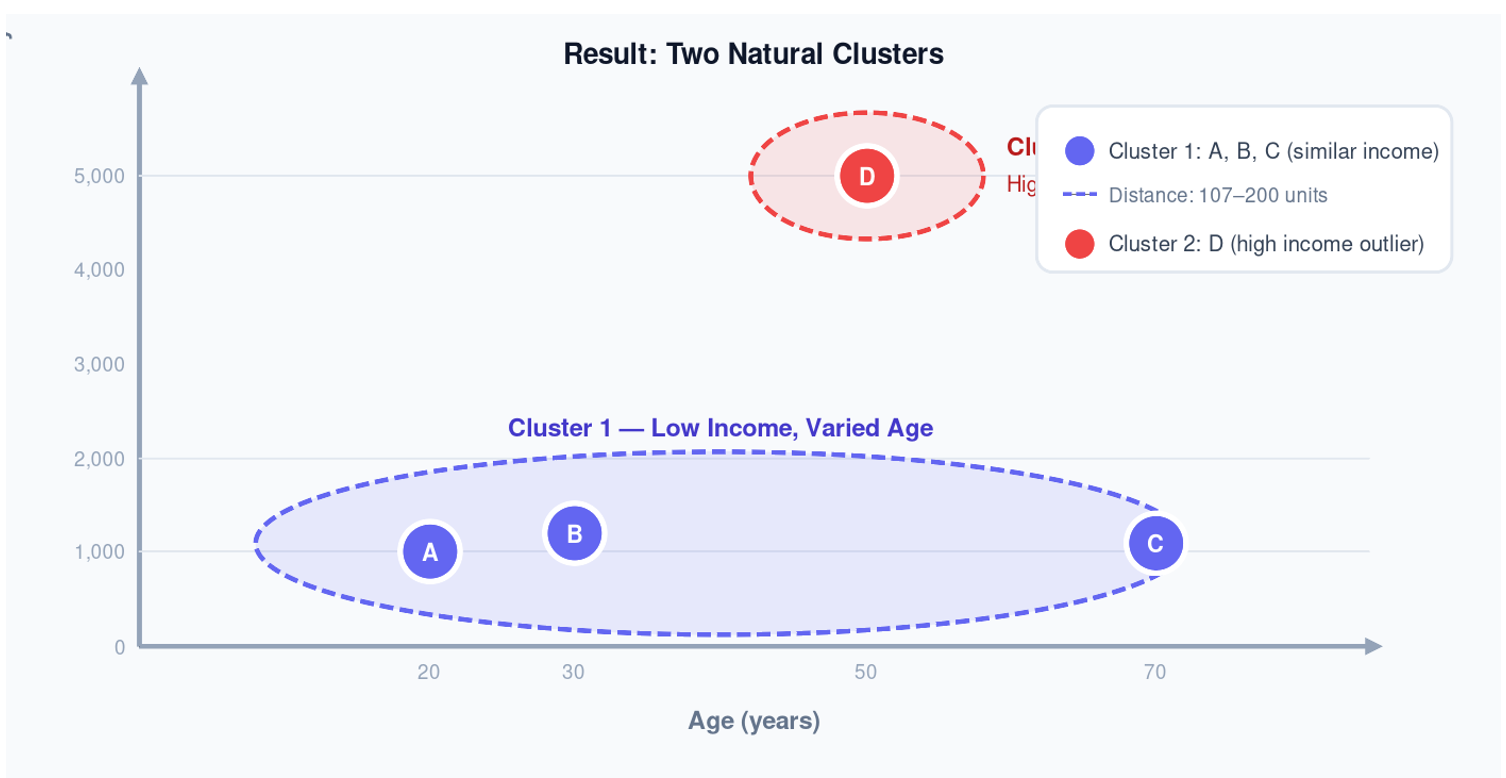 Result: Two Natural Clusters
Cluster 1: A, B, C (similar income)
Distance: 107–200 units
Cluster 2: D (high income outlier)
D
5,000
4,000
3,000
Cluster 1 — Low Income, Varied Age
2,000
A
B
C
1,000
0
20
30
50
70
Age (years)